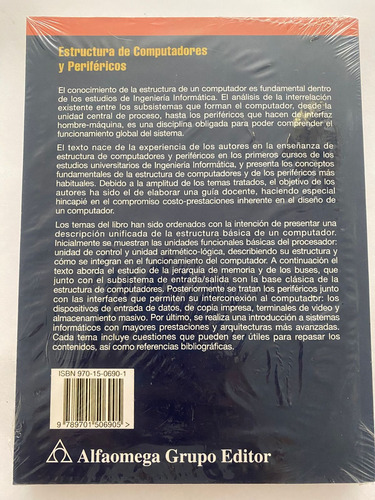 Estructura de Computadores
y Periféricos
El conocimiento de la estructura de un computador es fundamental dentro
de los estudios de Ingeniería Informática. El análisis de la interrelación
existente entre los subsistemas que forman el computador, desde la
unidad central de proceso, hasta los periféricos que hacen de interfaz
hombre-máquina, es una disciplina obligada para poder comprender el
funcionamiento global del sistema.
El texto nace de la experiencia de los autores en la enseñanza de
estructura de computadores y periféricos en los primeros cursos de los
estudios universitarios de Ingeniería Informática, y presenta los conceptos
fundamentales de la estructura de computadores y de los periféricos más
habituales. Debido a la amplitud de los temas tratados, el objetivo de los
autores ha sido el de elaborar una guía docente, haciendo especial
hincapié en el compromiso costo-prestaciones inherente en el diseño de
un computador.
Los temas del libro han sido ordenados con la intención de presentar una
descripción unificada de la estructura básica de un computador.
Inicialmente se muestran las unidades funcionales básicas del procesador:
unidad de control y unidad aritmético-lógica, describiendo su estructura y
cómo se integran en el funcionamiento del computador. A continuación el
texto aborda el estudio de la jerarquía de memoria y de los buses, que
junto con el subsistema de entrada/salida son la base clásica de la
estructura de computadores. Posteriormente se tratan los periféricos junto
con las interfaces que permiten su interconexión al computador: los
dispositivos de entrada de datos, de copia impresa, terminales de video y
almacenamiento masivo. Por último, se realiza una introducción a sistemas
informáticos con mayores prestaciones y arquitecturas más avanzadas.
Cada tema incluye cuestiones que pueden ser útiles para repasar los
contenidos, así como referencias bibliográficas.
ISBN 970-15-0690-1
9 789701 506905 >
Alfaomega Grupo Editor